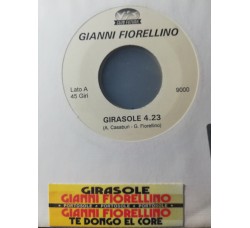 GIANNI FIORELLINO
Lato A
45 Giri
9000
GIRASOLE 4.23
(A. Casaburi - G. Fiorellino)
GIRASOLE
GIANNI FIORELLINO
GIANNI FIORELLINO
TE DONGO EL CORE